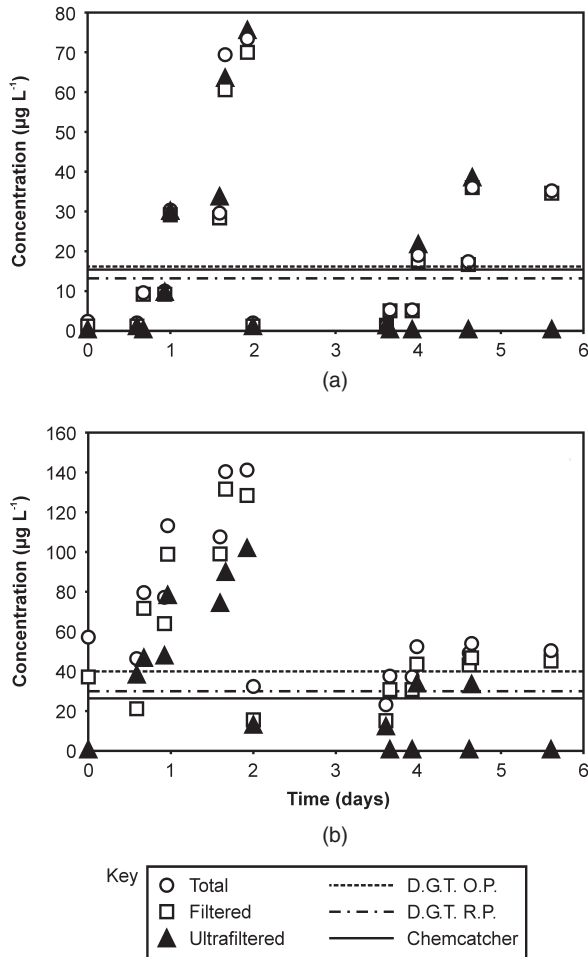 80
70
60
50
40
30
20
10
0
Concentration (µg L⁻¹)
0 1 2 3 4 5 6
(a)
160
140
120
100
80
60
40
20
0
Concentration (µg L⁻¹)
0 1 2 3 4 5 6
Time (days)
(b)
Key
Total D.G.T. O.P.
Filtered D.G.T. R.P.
Ultrafiltered Chemcatcher